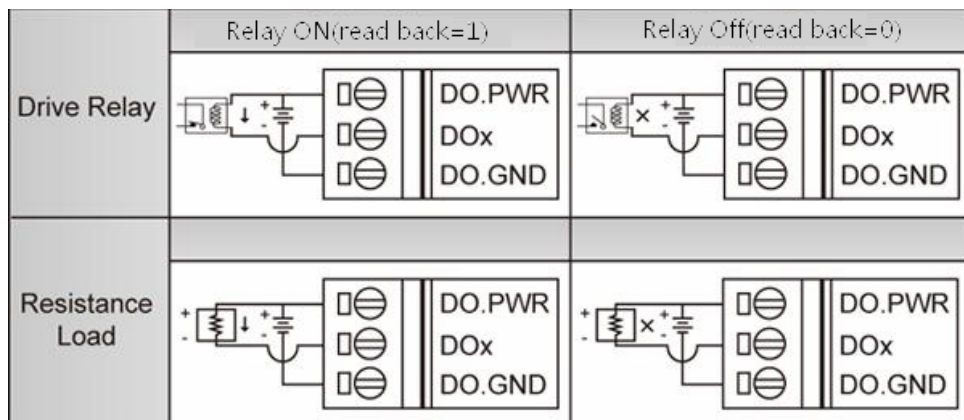 Relay ON(read back=1)
Relay Off(read back=0)
Drive Relay
+
-
DO.PWR
DOx
DO.GND
+
-
×
DO.PWR
DOx
DO.GND
Resistance
Load
+
-
+
-
DO.PWR
DOx
DO.GND
+
-
×
+
-
DO.PWR
DOx
DO.GND